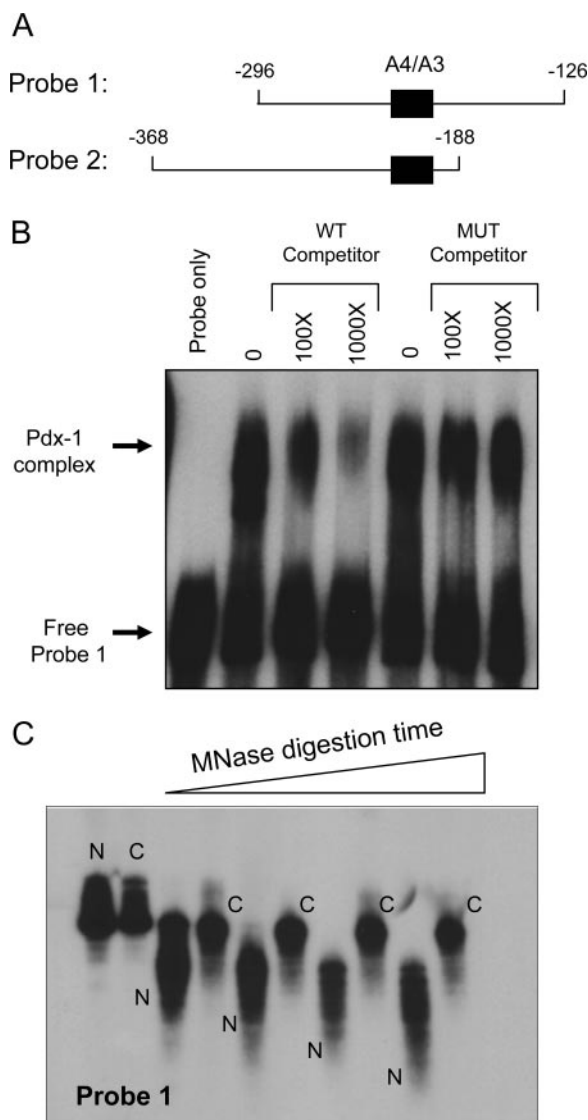 A
A4/A3
Probe 1:
-296
-126
Probe 2:
-368
-188
B
WT
Competitor
MUT
Competitor
Probe only
0
100X
1000X
0
100X
1000X
Pdx-1
complex
Free
Probe 1
C
MNase digestion time
N
C
N
C
N
C
N
C
N
C
Probe 1